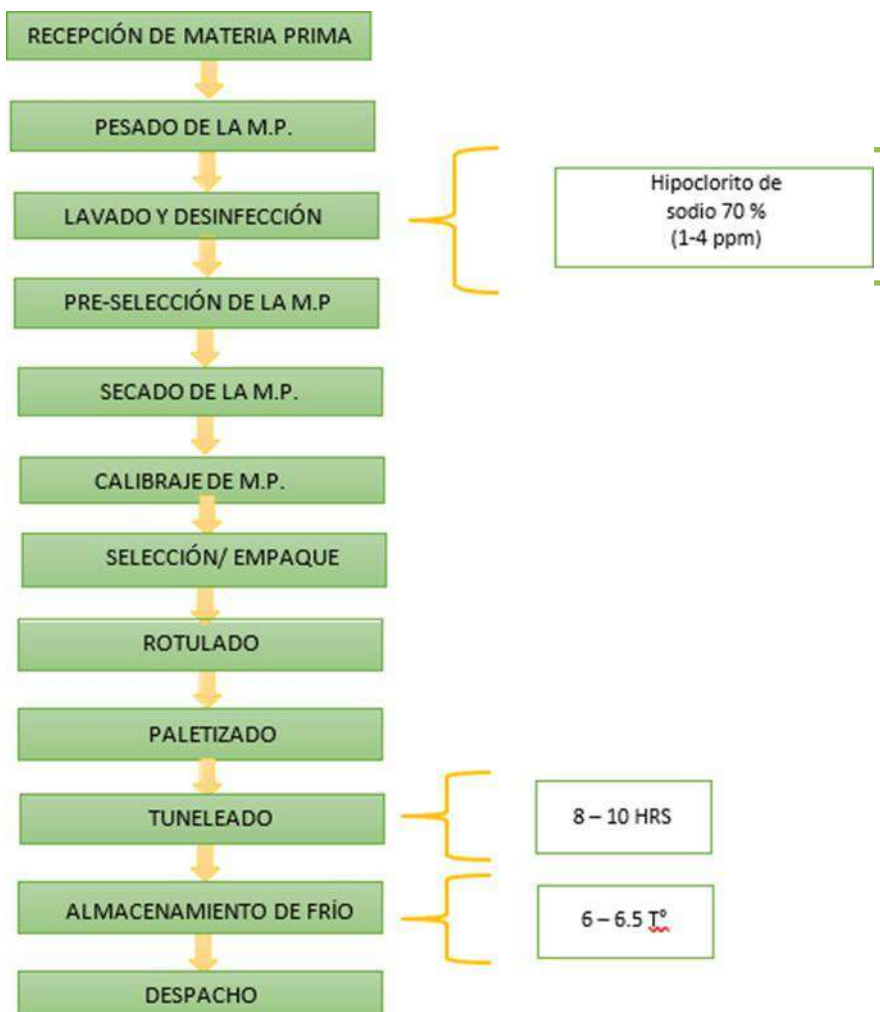 RECEPCIÓN DE MATERIA PRIMA
PESADO DE LA M.P.
LAVADO Y DESINFECCIÓN
Hipoclorito de
sodio 70 %
(1-4 ppm)
PRE-SELECCIÓN DE LA M.P
SECADO DE LA M.P.
CALIBRAJE DE M.P.
SELECCIÓN/ EMPAQUE
ROTULADO
PALETIZADO
TUNELEADO
8 – 10 HRS
ALMACENAMIENTO DE FRÌO
6 – 6.5 T°
DESPACHO